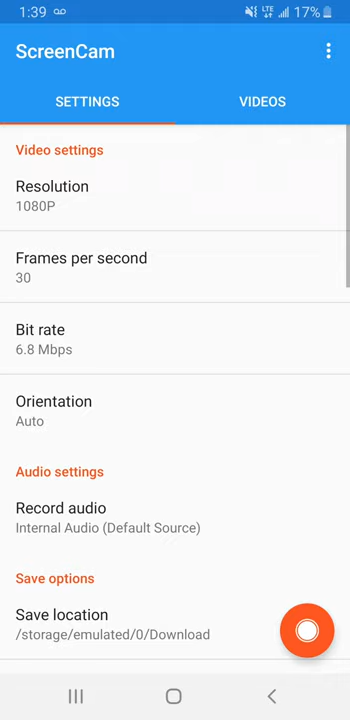 1:39 LTE 17%
ScreenCam
SETTINGS VIDEOS
Video settings
Resolution
1080P
Frames per second
30
Bit rate
6.8 Mbps
Orientation
Auto
Audio settings
Record audio
Internal Audio (Default Source)
Save options
Save location
/storage/emulated/0/Download